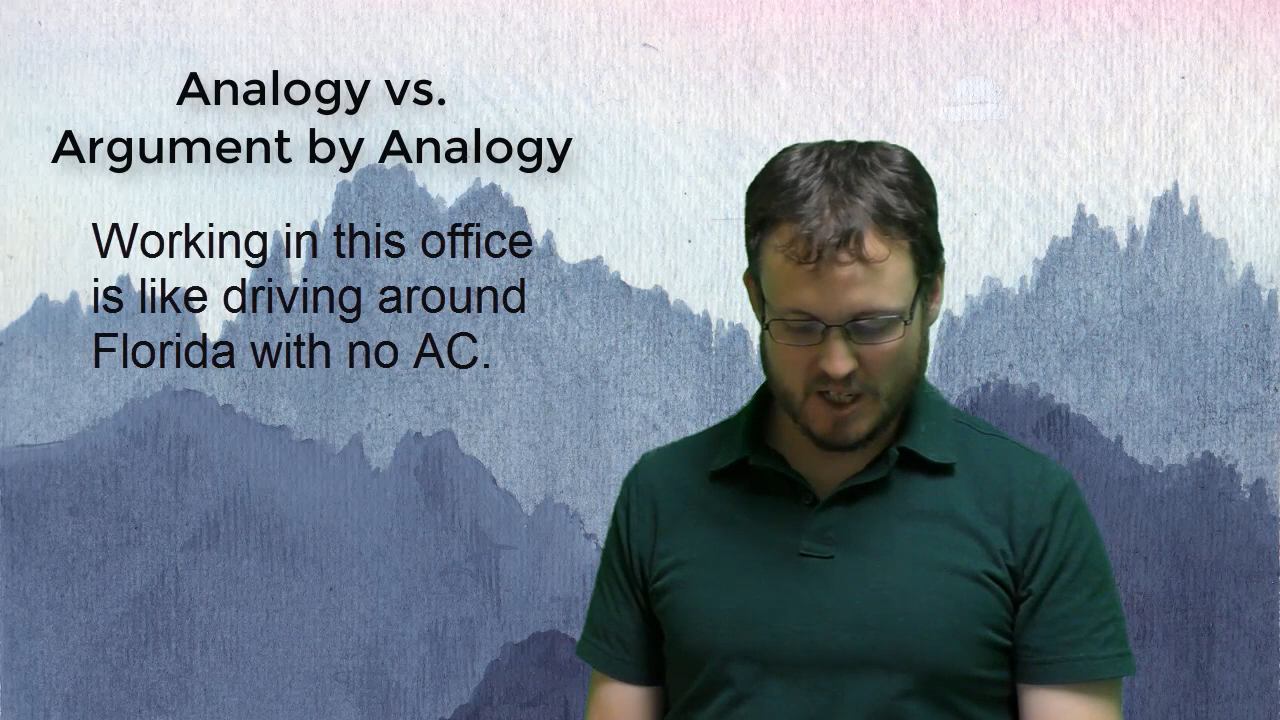 Analogy vs.
Argument by Analogy
Working in this office
is like driving around
Florida with no AC.